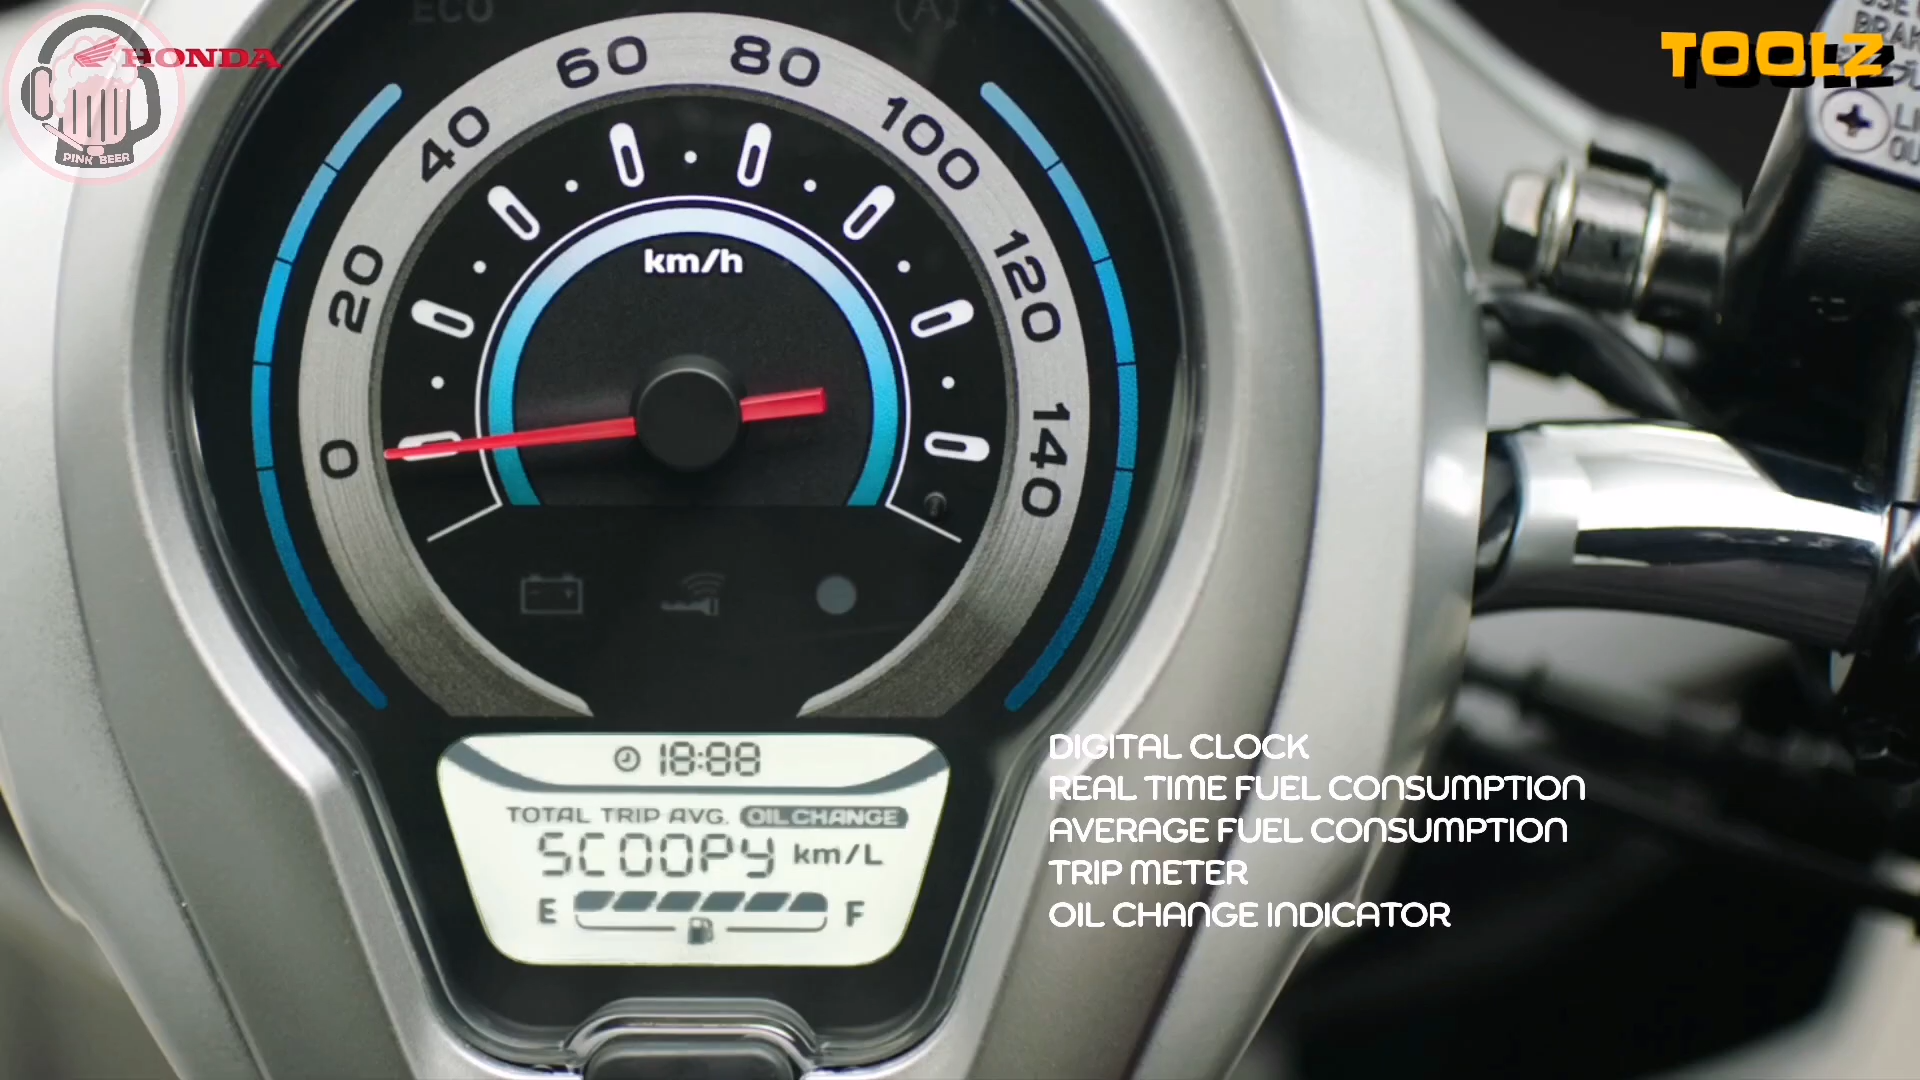 ECO
(A)
HONDA
PINK BEER
TOOLZ
0
20
40
60
80
100
120
140
km/h
18:88
TOTAL TRIP AVG. OIL CHANGE
SCOOPY km/L
E F
DIGITAL CLOCK
REAL TIME FUEL CONSUMPTION
AVERAGE FUEL CONSUMPTION
TRIP METER
OIL CHANGE INDICATOR